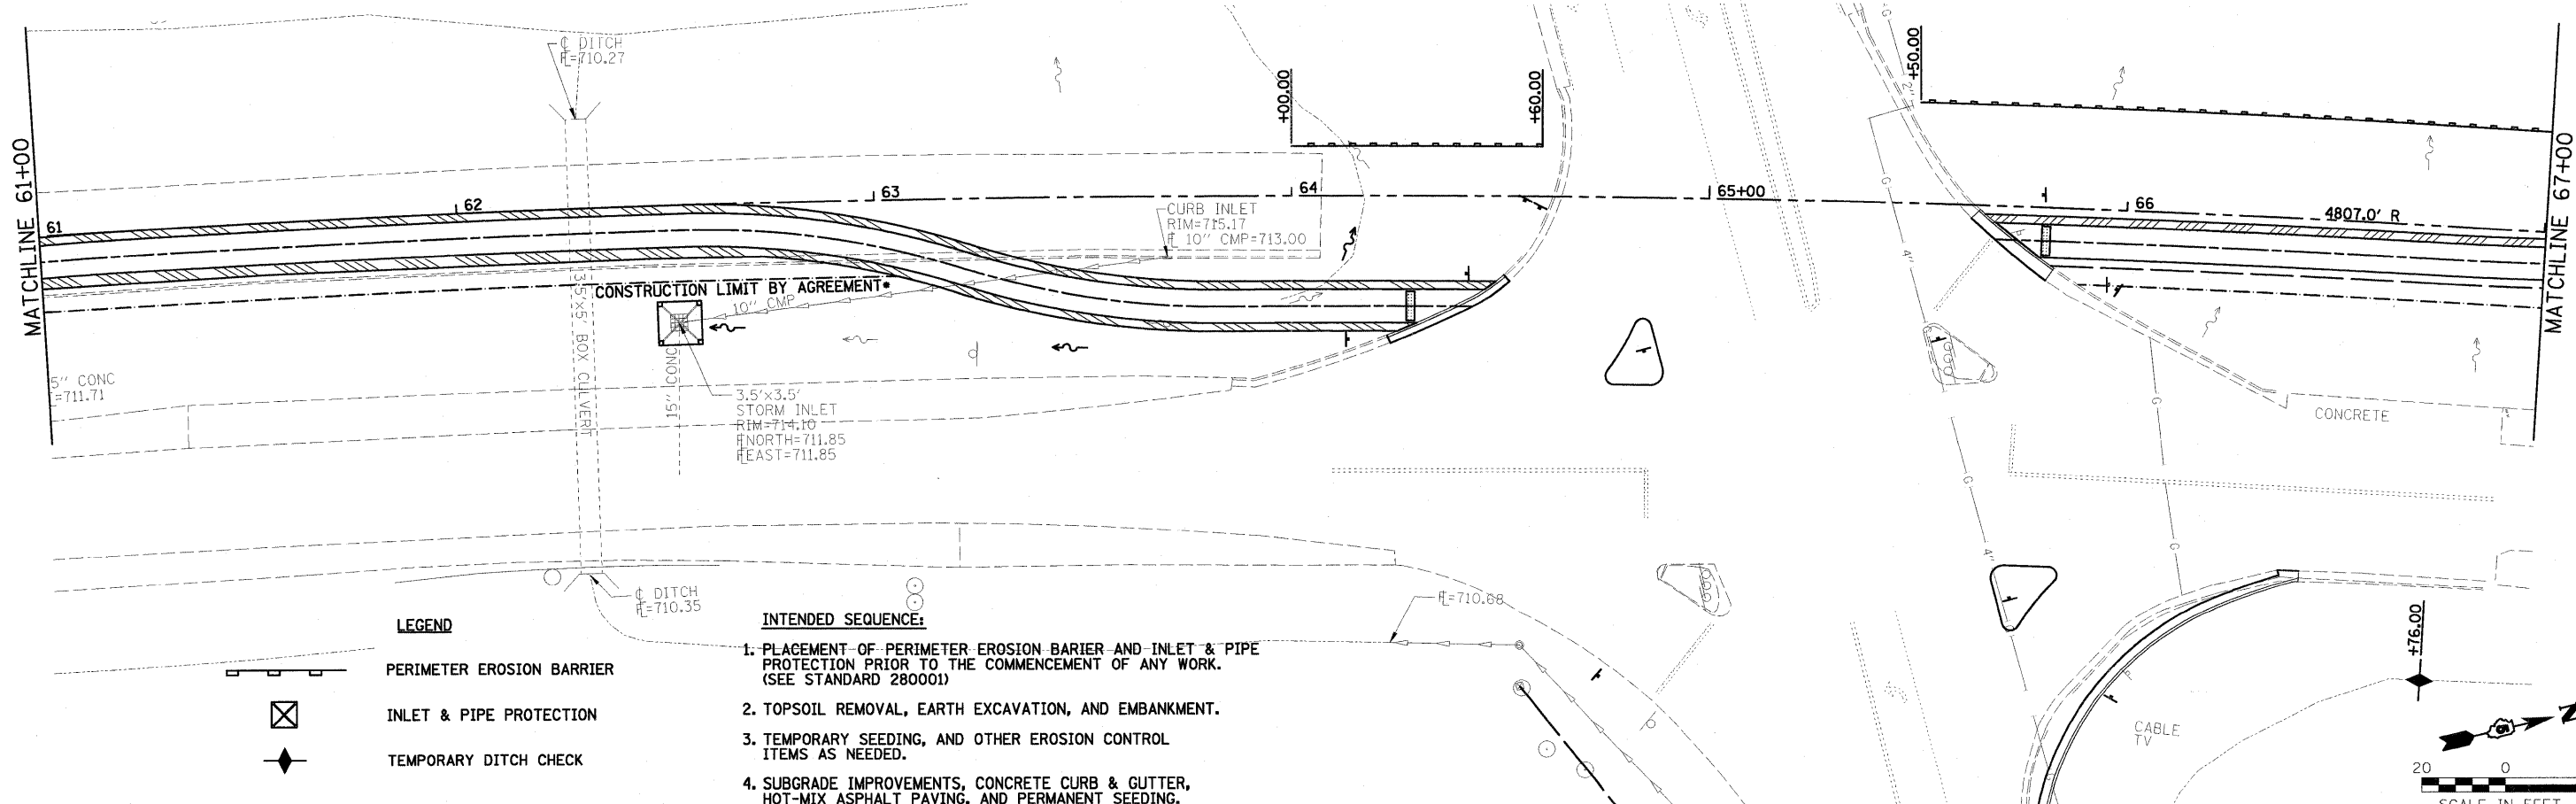 MATCHLINE 61+00
℄ DITCH
FL=710.27
+00.00
+60.00
+50.00
2"
MATCHLINE 67+00
61
62
63
64
65+00
66
4807.0' R
CURB INLET
RIM=715.17
FL 10" CMP=713.00
CONSTRUCTION LIMIT BY AGREEMENT*
10" CMP
3.5'x5' BOX CULVERT
15" CONC
5" CONC
=711.71
3.5'x3.5'
STORM INLET
RIM=714.10
FL NORTH=711.85
FL EAST=711.85
G
G
G
4"
G
4"
G
G
CONCRETE
℄ DITCH
FL=710.35
FL=710.68
LEGEND
PERIMETER EROSION BARRIER
INLET & PIPE PROTECTION
TEMPORARY DITCH CHECK
INTENDED SEQUENCE:
1. PLACEMENT OF PERIMETER EROSION BARIER AND INLET & PIPE
PROTECTION PRIOR TO THE COMMENCEMENT OF ANY WORK.
(SEE STANDARD 280001)
2. TOPSOIL REMOVAL, EARTH EXCAVATION, AND EMBANKMENT.
3. TEMPORARY SEEDING, AND OTHER EROSION CONTROL
ITEMS AS NEEDED.
4. SUBGRADE IMPROVEMENTS, CONCRETE CURB & GUTTER,
HOT-MIX ASPHALT PAVING, AND PERMANENT SEEDING.
+76.00
CABLE
TV
N
20 0
SCALE IN FEET